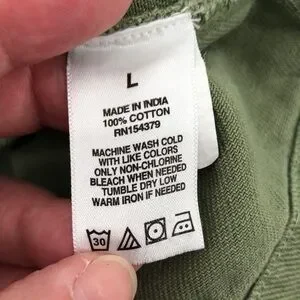 L
MADE IN INDIA
100% COTTON
RN154379
MACHINE WASH COLD
WITH LIKE COLORS
ONLY NON-CHLORINE
BLEACH WHEN NEEDED
TUMBLE DRY LOW
WARM IRON IF NEEDED
30